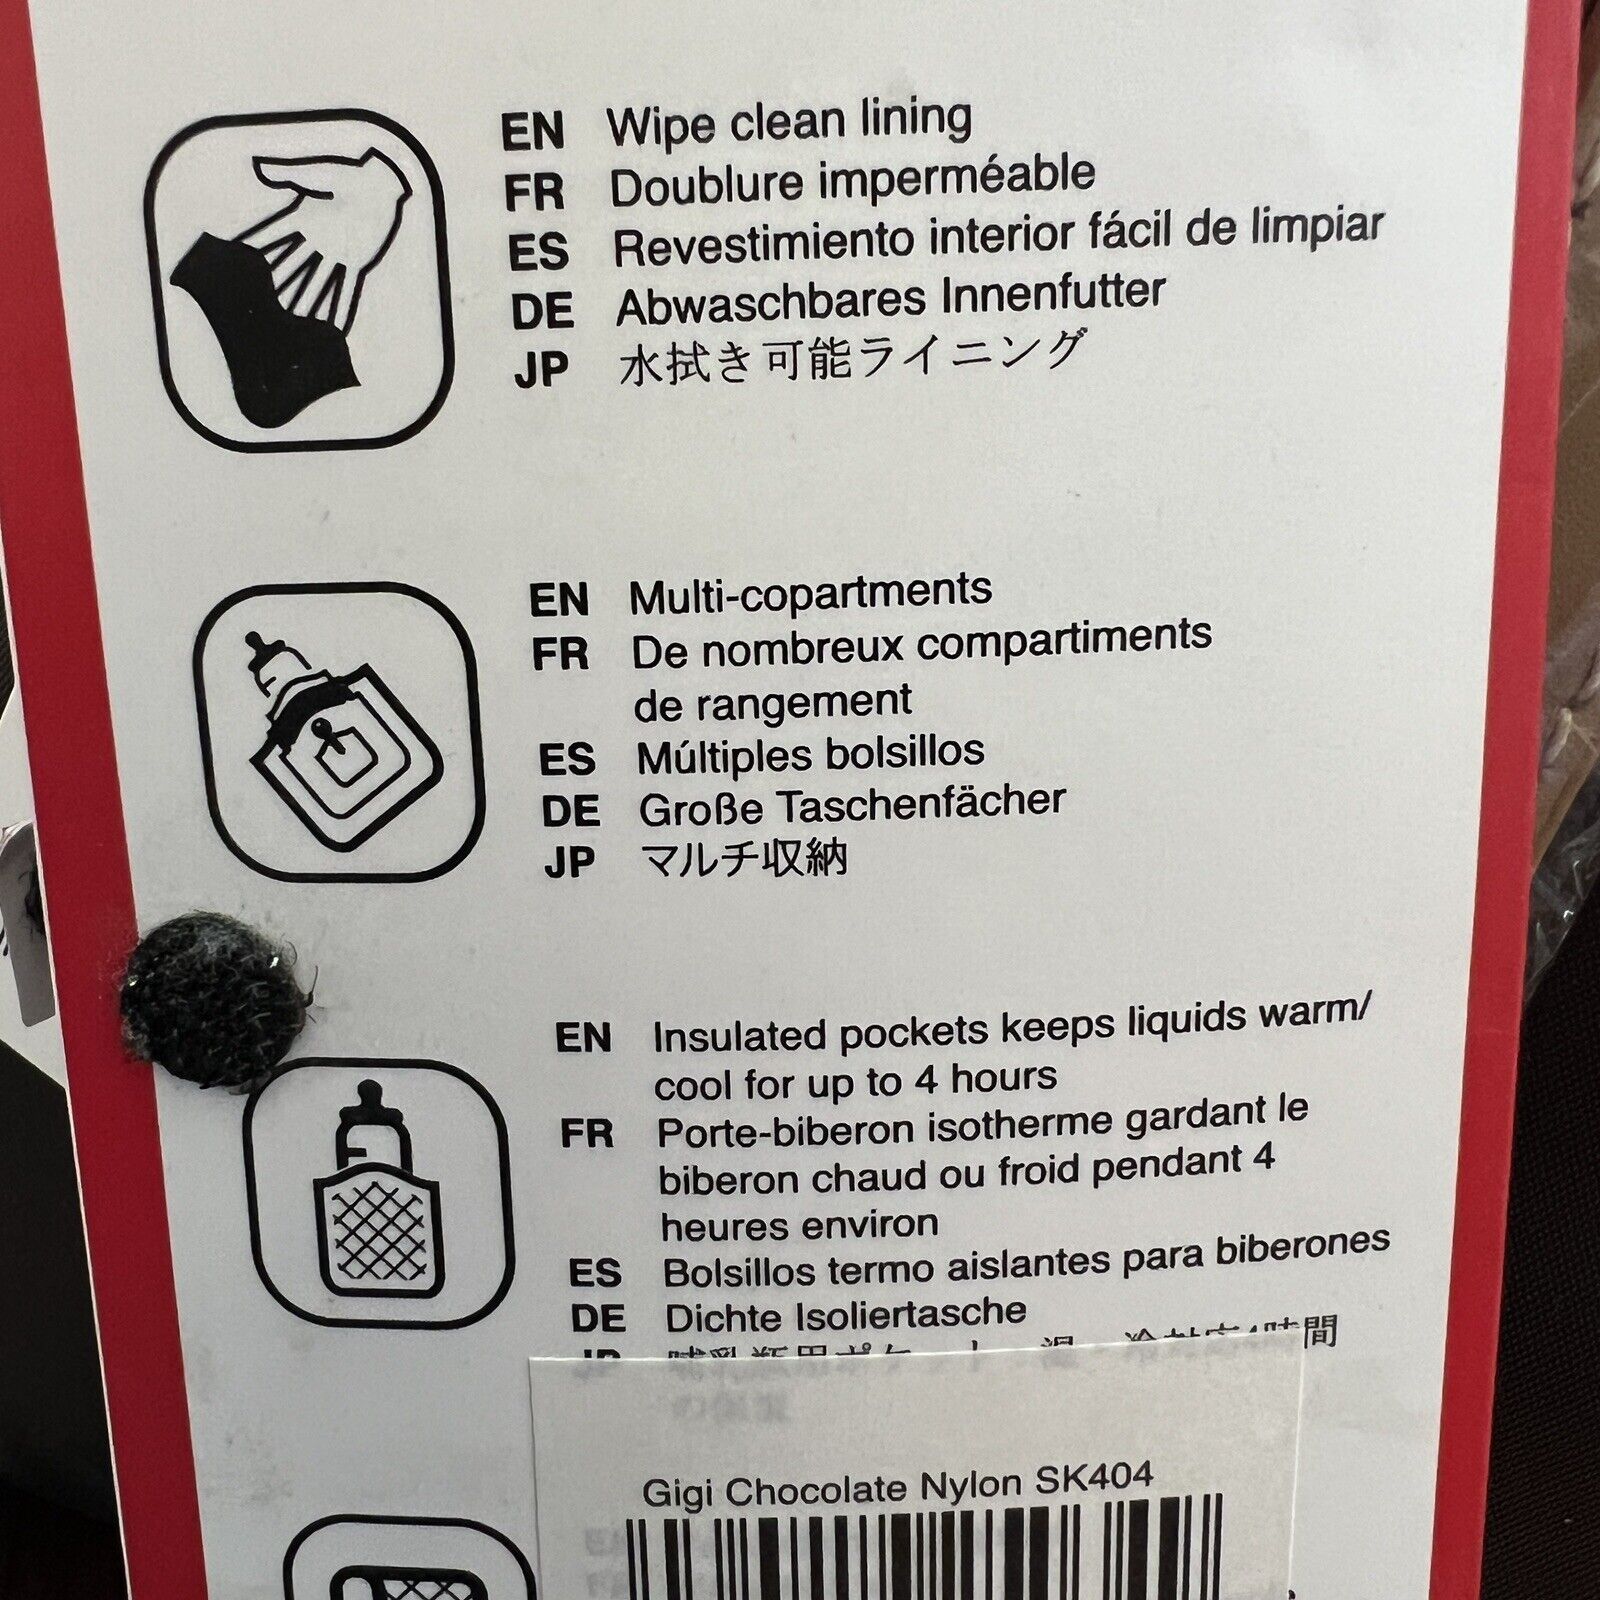 EN Wipe clean lining
FR Doublure imperméable
ES Revestimiento interior fácil de limpiar
DE Abwaschbares Innenfutter
JP 水拭き可能ライニング
EN Multi-copartments
FR De nombreux compartiments
de rangement
ES Múltiples bolsillos
DE Große Taschenfächer
JP マルチ収納
EN Insulated pockets keeps liquids warm/
cool for up to 4 hours
FR Porte-biberon isotherme gardant le
biberon chaud ou froid pendant 4
heures environ
ES Bolsillos termo aislantes para biberones
DE Dichte Isoliertasche
JP
Gigi Chocolate Nylon SK404